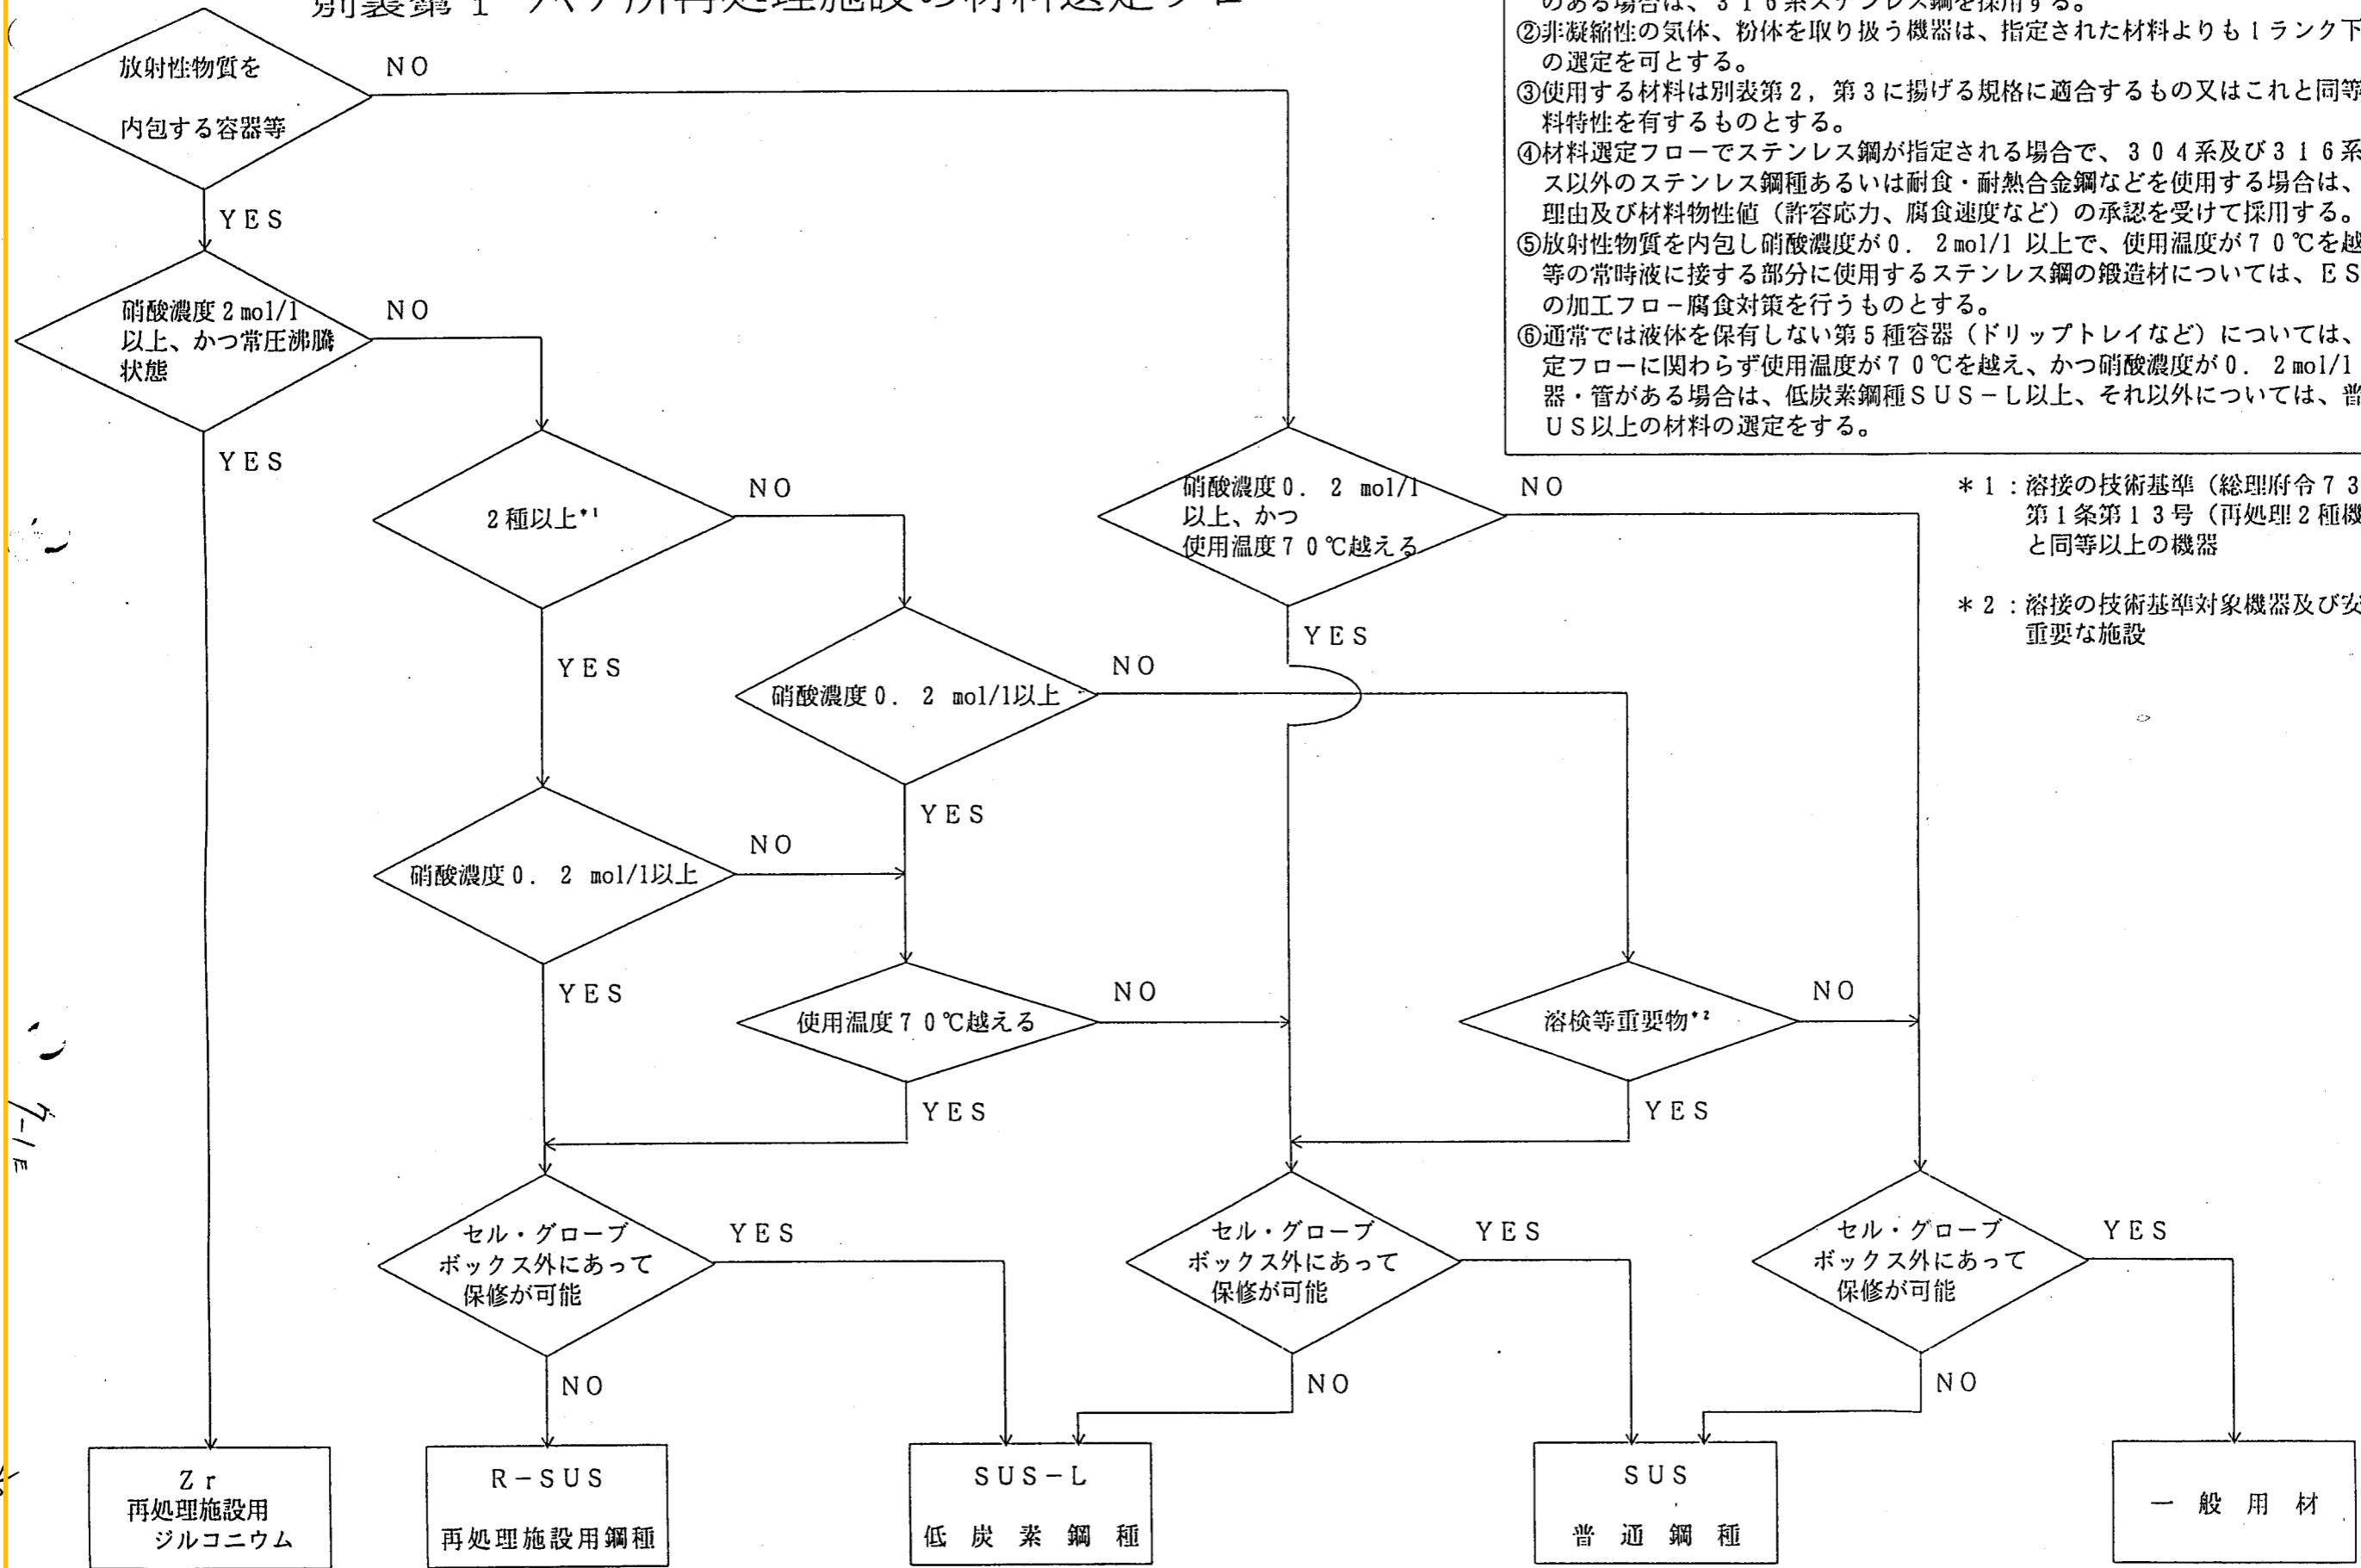 放射性物質を
内包する容器等
NO
YES
硝酸濃度2mol/l
以上、かつ常圧沸騰
状態
NO
YES
2種以上*1
NO
YES
硝酸濃度0.2 mol/l以上
NO
YES
硝酸濃度0.2 mol/l以上
NO
YES
使用温度70℃越える
NO
YES
硝酸濃度0.2 mol/l
以上、かつ
使用温度70℃越える
NO
YES
溶検等重要物*2
NO
YES
セル・グローブ
ボックス外にあって
保修が可能
YES
NO
セル・グローブ
ボックス外にあって
保修が可能
YES
NO
セル・グローブ
ボックス外にあって
保修が可能
YES
NO
Zr
再処理施設用
ジルコニウム
R-SUS
再処理施設用鋼種
SUS-L
低炭素鋼種
SUS
普通鋼種
一般用材
のある場合は、316系ステンレス鋼を採用する。
②非凝縮性の気体、粉体を取り扱う機器は、指定された材料よりも1ランク下
の選定を可とする。
③使用する材料は別表第2,第3に揚げる規格に適合するもの又はこれと同等
料特性を有するものとする。
④材料選定フローでステンレス鋼が指定される場合で、304系及び316系
ス以外のステンレス鋼種あるいは耐食・耐熱合金鋼などを使用する場合は、
理由及び材料物性値(許容応力、腐食速度など)の承認を受けて採用する。
⑤放射性物質を内包し硝酸濃度が0.2mol/l 以上で、使用温度が70℃を越
等の常時液に接する部分に使用するステンレス鋼の鍛造材については、ES
の加工フロー腐食対策を行うものとする。
⑥通常では液体を保有しない第5種容器(ドリップトレイなど)については、
定フローに関わらず使用温度が70℃を越え、かつ硝酸濃度が0.2mol/l
器・管がある場合は、低炭素鋼種SUS-L以上、それ以外については、普
US以上の材料の選定をする。
*1:溶接の技術基準(総理府令73
第1条第13号(再処理2種機
と同等以上の機器
*2:溶接の技術基準対象機器及び安
重要な施設